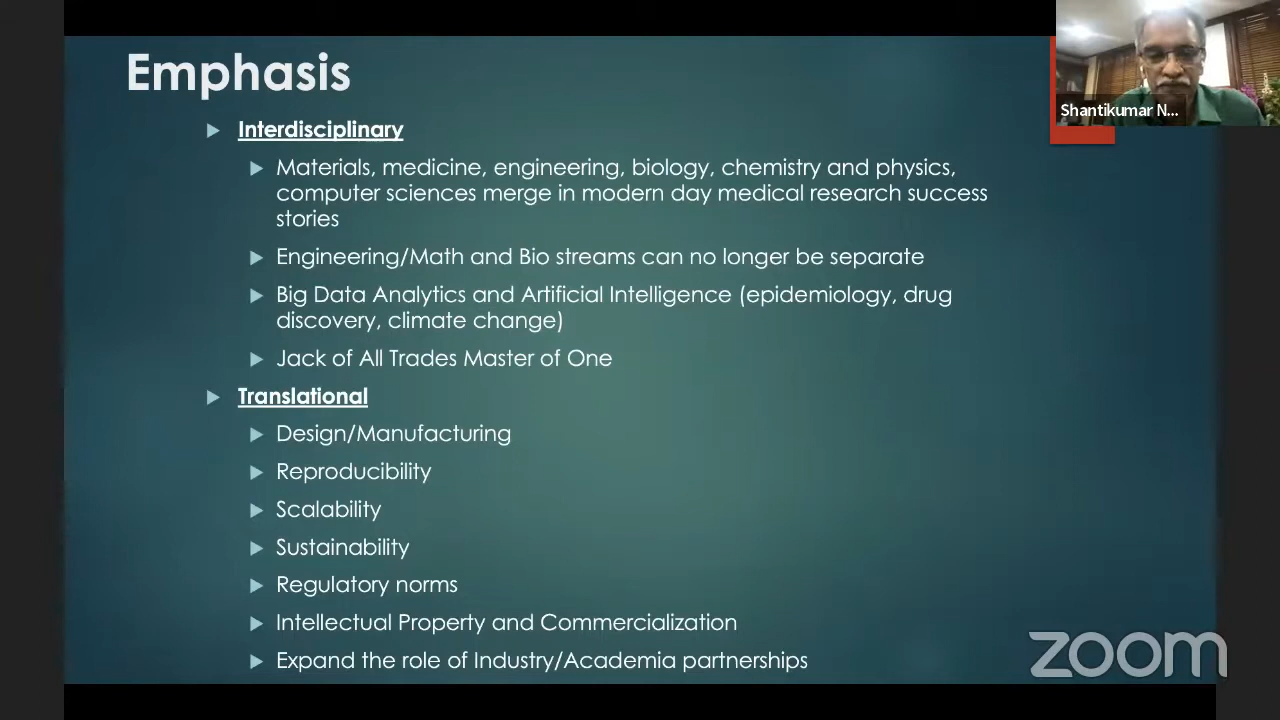 Emphasis
Shantikumar N...
Interdisciplinary
Materials, medicine, engineering, biology, chemistry and physics,
computer sciences merge in modern day medical research success
stories
Engineering/Math and Bio streams can no longer be separate
Big Data Analytics and Artificial Intelligence (epidemiology, drug
discovery, climate change)
Jack of All Trades Master of One
Translational
Design/Manufacturing
Reproducibility
Scalability
Sustainability
Regulatory norms
Intellectual Property and Commercialization
Expand the role of Industry/Academia partnerships
zoom